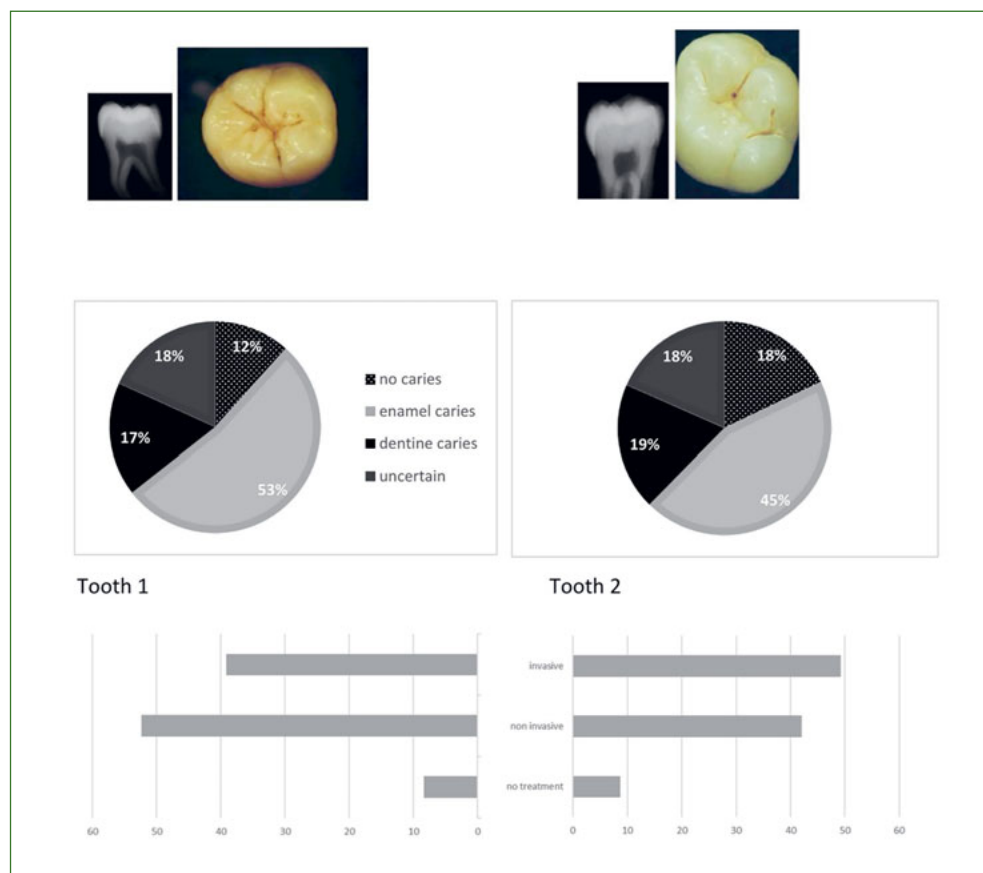 12%
18%
17%
53%
no caries
enamel caries
dentine caries
uncertain
18%
18%
19%
45%
Tooth 1
Tooth 2
invasive
non invasive
no treatment
60 50 40 30 20 10 0
0 10 20 30 40 50 60